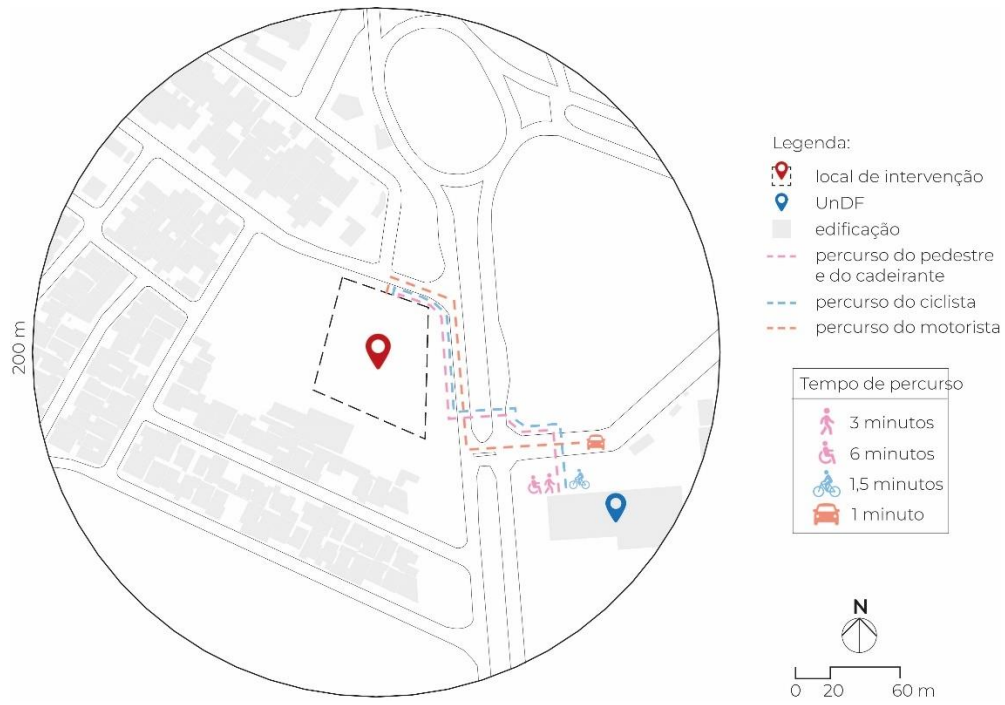 200 m
Legenda:
local de intervenção
UnDF
edificação
percurso do pedestre
e do cadeirante
percurso do ciclista
percurso do motorista
Tempo de percurso
3 minutos
6 minutos
1,5 minutos
1 minuto
N
0 20 60 m